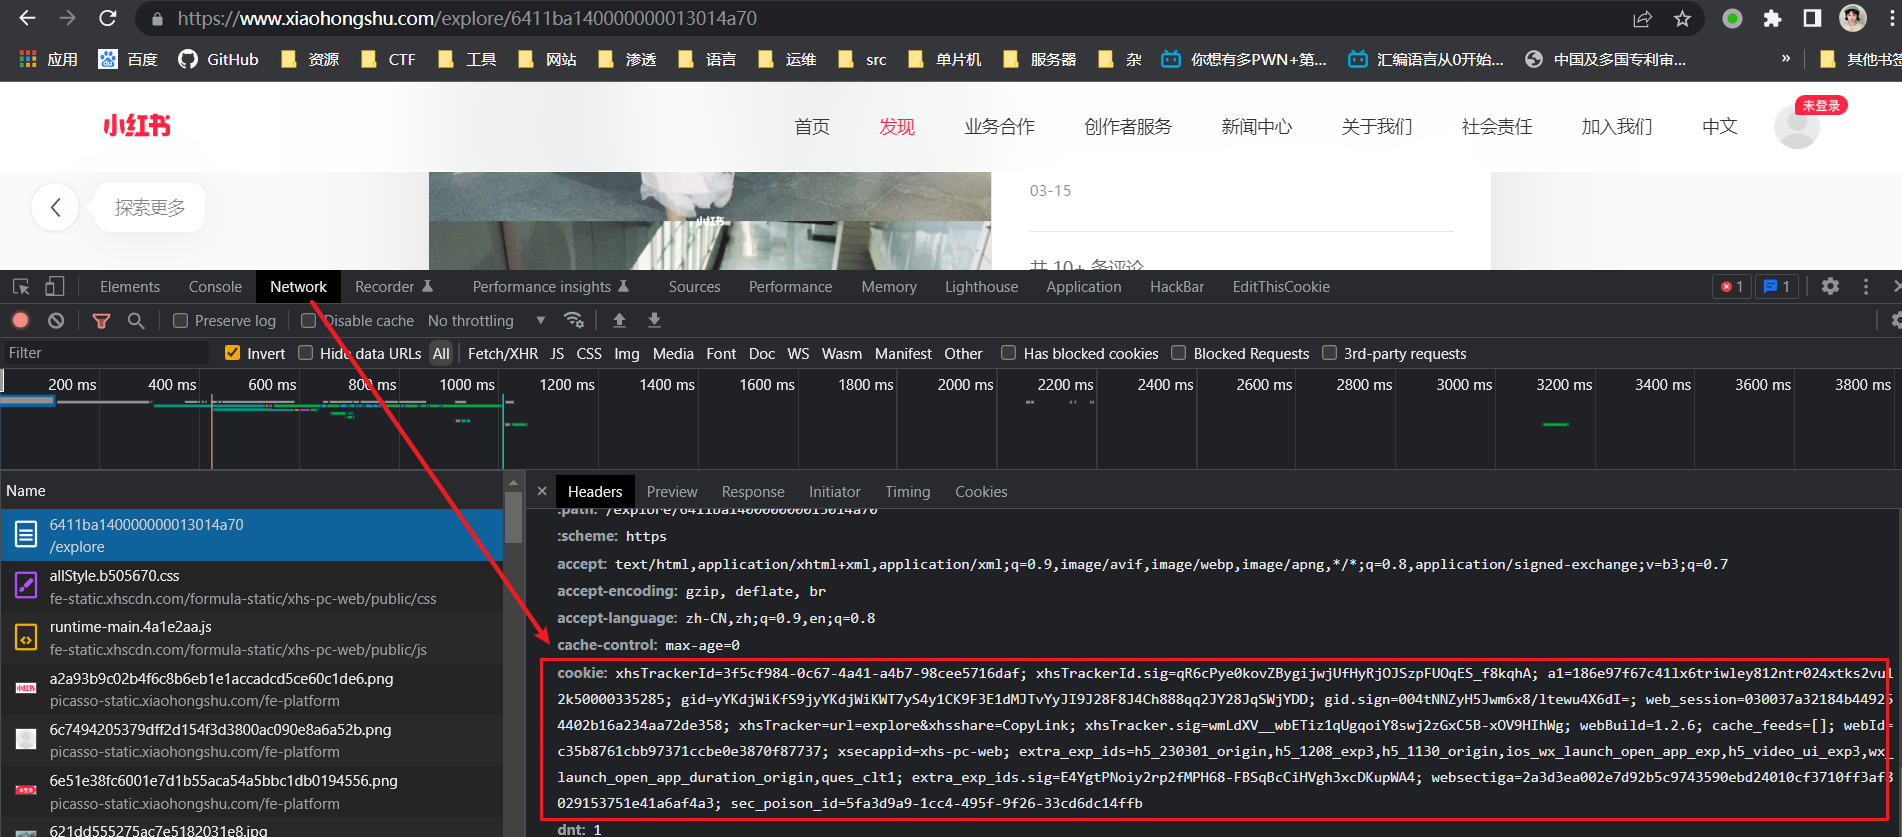 https://www.xiaohongshu.com/explore/6411ba140000000013014a70
应用 百度 GitHub 资源 CTF 工具 网站 渗透 语言 运维 src 单片机 服务器 杂 你想有多PWN+第... 汇编语言从0开始... 中国及多国专利审... » 其他书签
小红书 首页 发现 业务合作 创作者服务 新闻中心 关于我们 社会责任 加入我们 中文 未登录
探索更多
03-15
小红书
共 10+ 条评论
Elements Console Network Recorder Performance insights Sources Performance Memory Lighthouse Application HackBar EditThisCookie 1 1
Preserve log Disable cache No throttling
Filter Invert Hide data URLs All Fetch/XHR JS CSS Img Media Font Doc WS Wasm Manifest Other Has blocked cookies Blocked Requests 3rd-party requests
200 ms 400 ms 600 ms 800 ms 1000 ms 1200 ms 1400 ms 1600 ms 1800 ms 2000 ms 2200 ms 2400 ms 2600 ms 2800 ms 3000 ms 3200 ms 3400 ms 3600 ms 3800 ms
Name
6411ba140000000013014a70
/explore
allStyle.b505670.css
fe-static.xhscdn.com/formula-static/xhs-pc-web/public/css
runtime-main.4a1e2aa.js
fe-static.xhscdn.com/formula-static/xhs-pc-web/public/js
a2a93b9c02b4f6c8b6eb1e1accadcd5ce60c1de6.png
picasso-static.xiaohongshu.com/fe-platform
6c7494205379dff2d154f3d3800ac090e8a6a52b.png
picasso-static.xiaohongshu.com/fe-platform
6e51e38fc6001e7d1b55aca54a5bbc1db0194556.png
picasso-static.xiaohongshu.com/fe-platform
621dd555275ac7e5182031e8.jpg
Headers Preview Response Initiator Timing Cookies
:path: /explore/6411ba140000000013014a70
:scheme: https
accept: text/html,application/xhtml+xml,application/xml;q=0.9,image/avif,image/webp,image/apng,*/*;q=0.8,application/signed-exchange;v=b3;q=0.7
accept-encoding: gzip, deflate, br
accept-language: zh-CN,zh;q=0.9,en;q=0.8
cache-control: max-age=0
cookie: xhsTrackerId=3f5cf984-0c67-4a41-a4b7-98cee5716daf; xhsTrackerId.sig=qR6cPye0kovZBygijwjUfHyRjOJSzpFUOqES_f8kqhA; a1=186e97f67c41lx6triwley812ntr024xtks2vul
2k50000335285; gid=yYKdjWiKfS9jyYKdjWiKWT7yS4y1CK9F3E1dMJTvYyJI9J28F8J4Ch888qq2JY28JqSWjYDD; gid.sign=004tNNZyH5Jwm6x8/ltewu4X6dI=; web_session=030037a32184b44925
4402b16a234aa72de358; xhsTracker=url=explore&xhsshare=CopyLink; xhsTracker.sig=wmLdXV__wbETiz1qUgqoiY8swj2zGxC5B-xOV9HIhWg; webBuild=1.2.6; cache_feeds=[]; webId=
c35b8761cbb97371ccbe0e3870f87737; xsecappid=xhs-pc-web; extra_exp_ids=h5_230301_origin,h5_1208_exp3,h5_1130_origin,ios_wx_launch_open_app_exp,h5_video_ui_exp3,wx_
launch_open_app_duration_origin,ques_clt1; extra_exp_ids.sig=E4YgtPNoiy2rp2fMPH68-FBSqBcCiHVgh3xcDKupWA4; websectiga=2a3d3ea002e7d92b5c9743590ebd24010cf3710ff3af3
029153751e41a6af4a3; sec_poison_id=5fa3d9a9-1cc4-495f-9f26-33cd6dc14ffb
dnt: 1